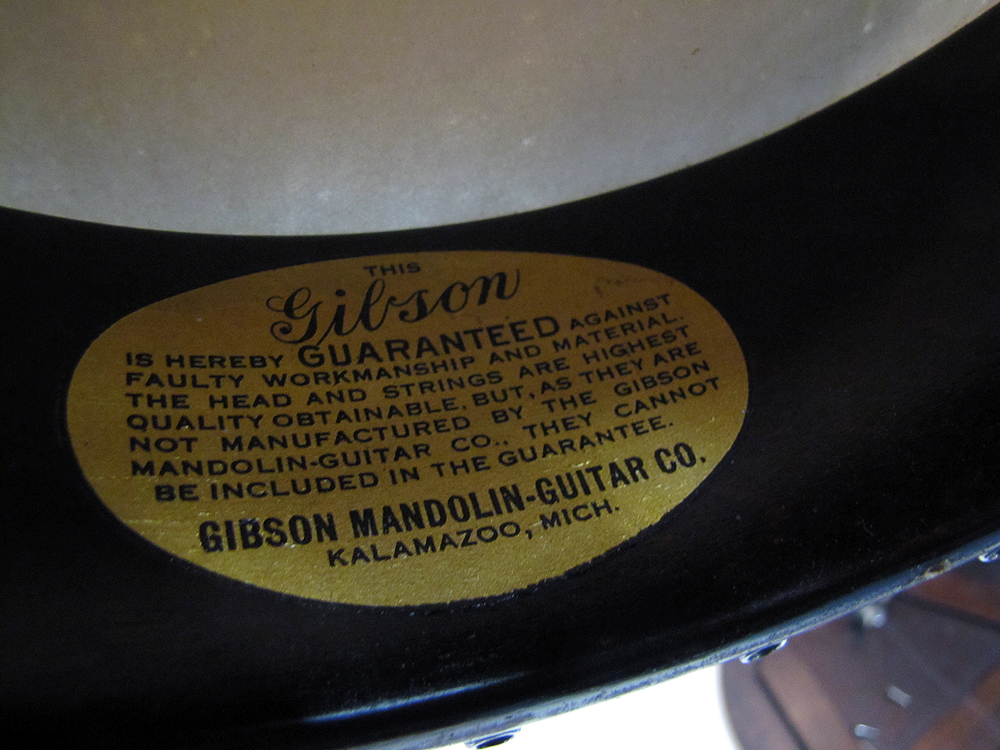 THIS
Gibson
IS HEREBY GUARANTEED AGAINST
FAULTY WORKMANSHIP AND MATERIAL.
THE HEAD AND STRINGS ARE HIGHEST
QUALITY OBTAINABLE, BUT, AS THEY ARE
NOT MANUFACTURED BY THE GIBSON
MANDOLIN-GUITAR CO., THEY CANNOT
BE INCLUDED IN THE GUARANTEE.
GIBSON MANDOLIN-GUITAR CO.
KALAMAZOO, MICH.